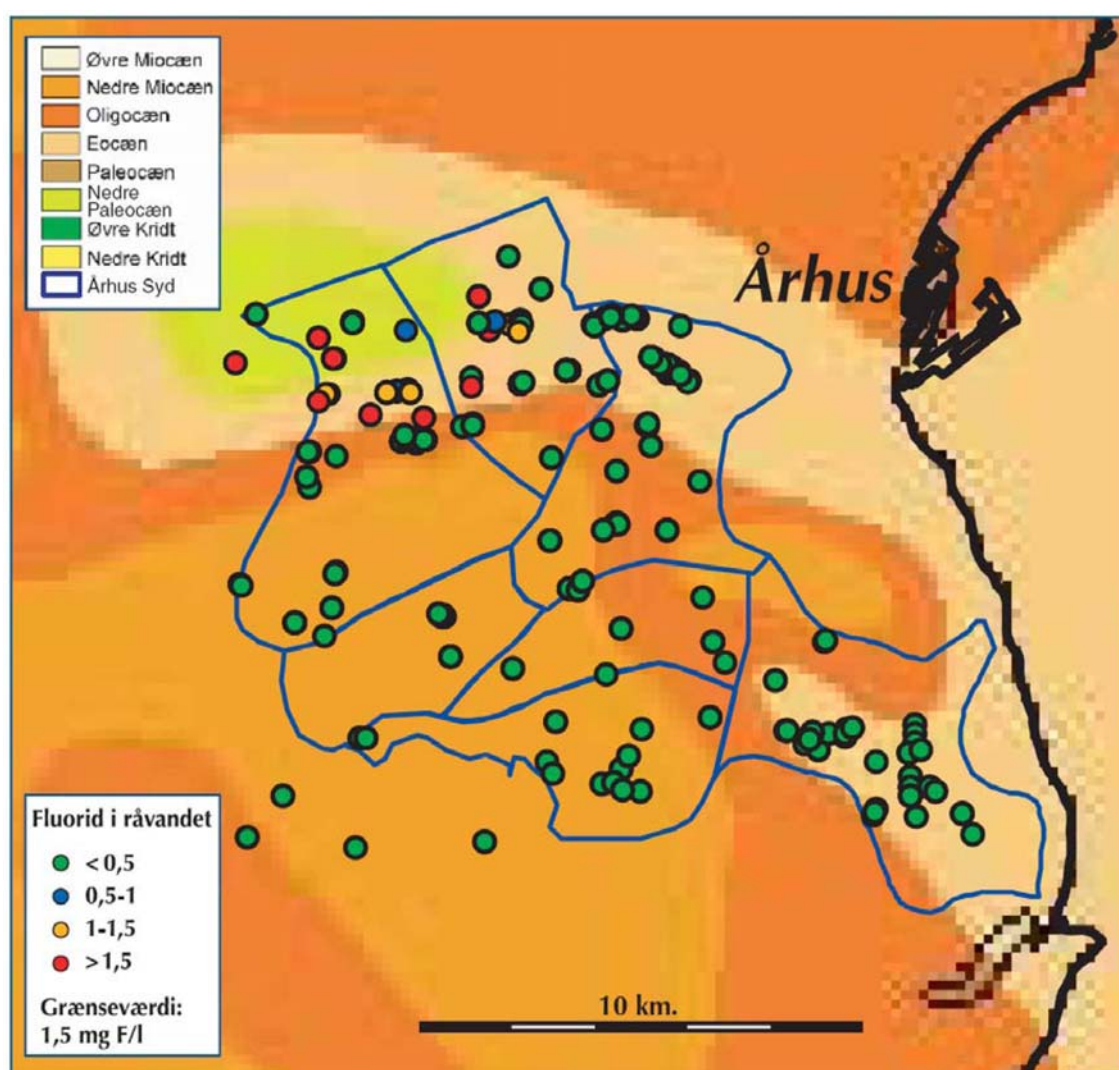 Øvre Miocæn
Nedre Miocæn
Oligocæn
Eocæn
Paleocæn
Nedre
Paleocæn
Øvre Kridt
Nedre Kridt
Århus Syd
Århus
Fluorid i råvandet
< 0,5
0,5-1
1-1,5
>1,5
Grænseværdi:
1,5 mg F/l
10 km.